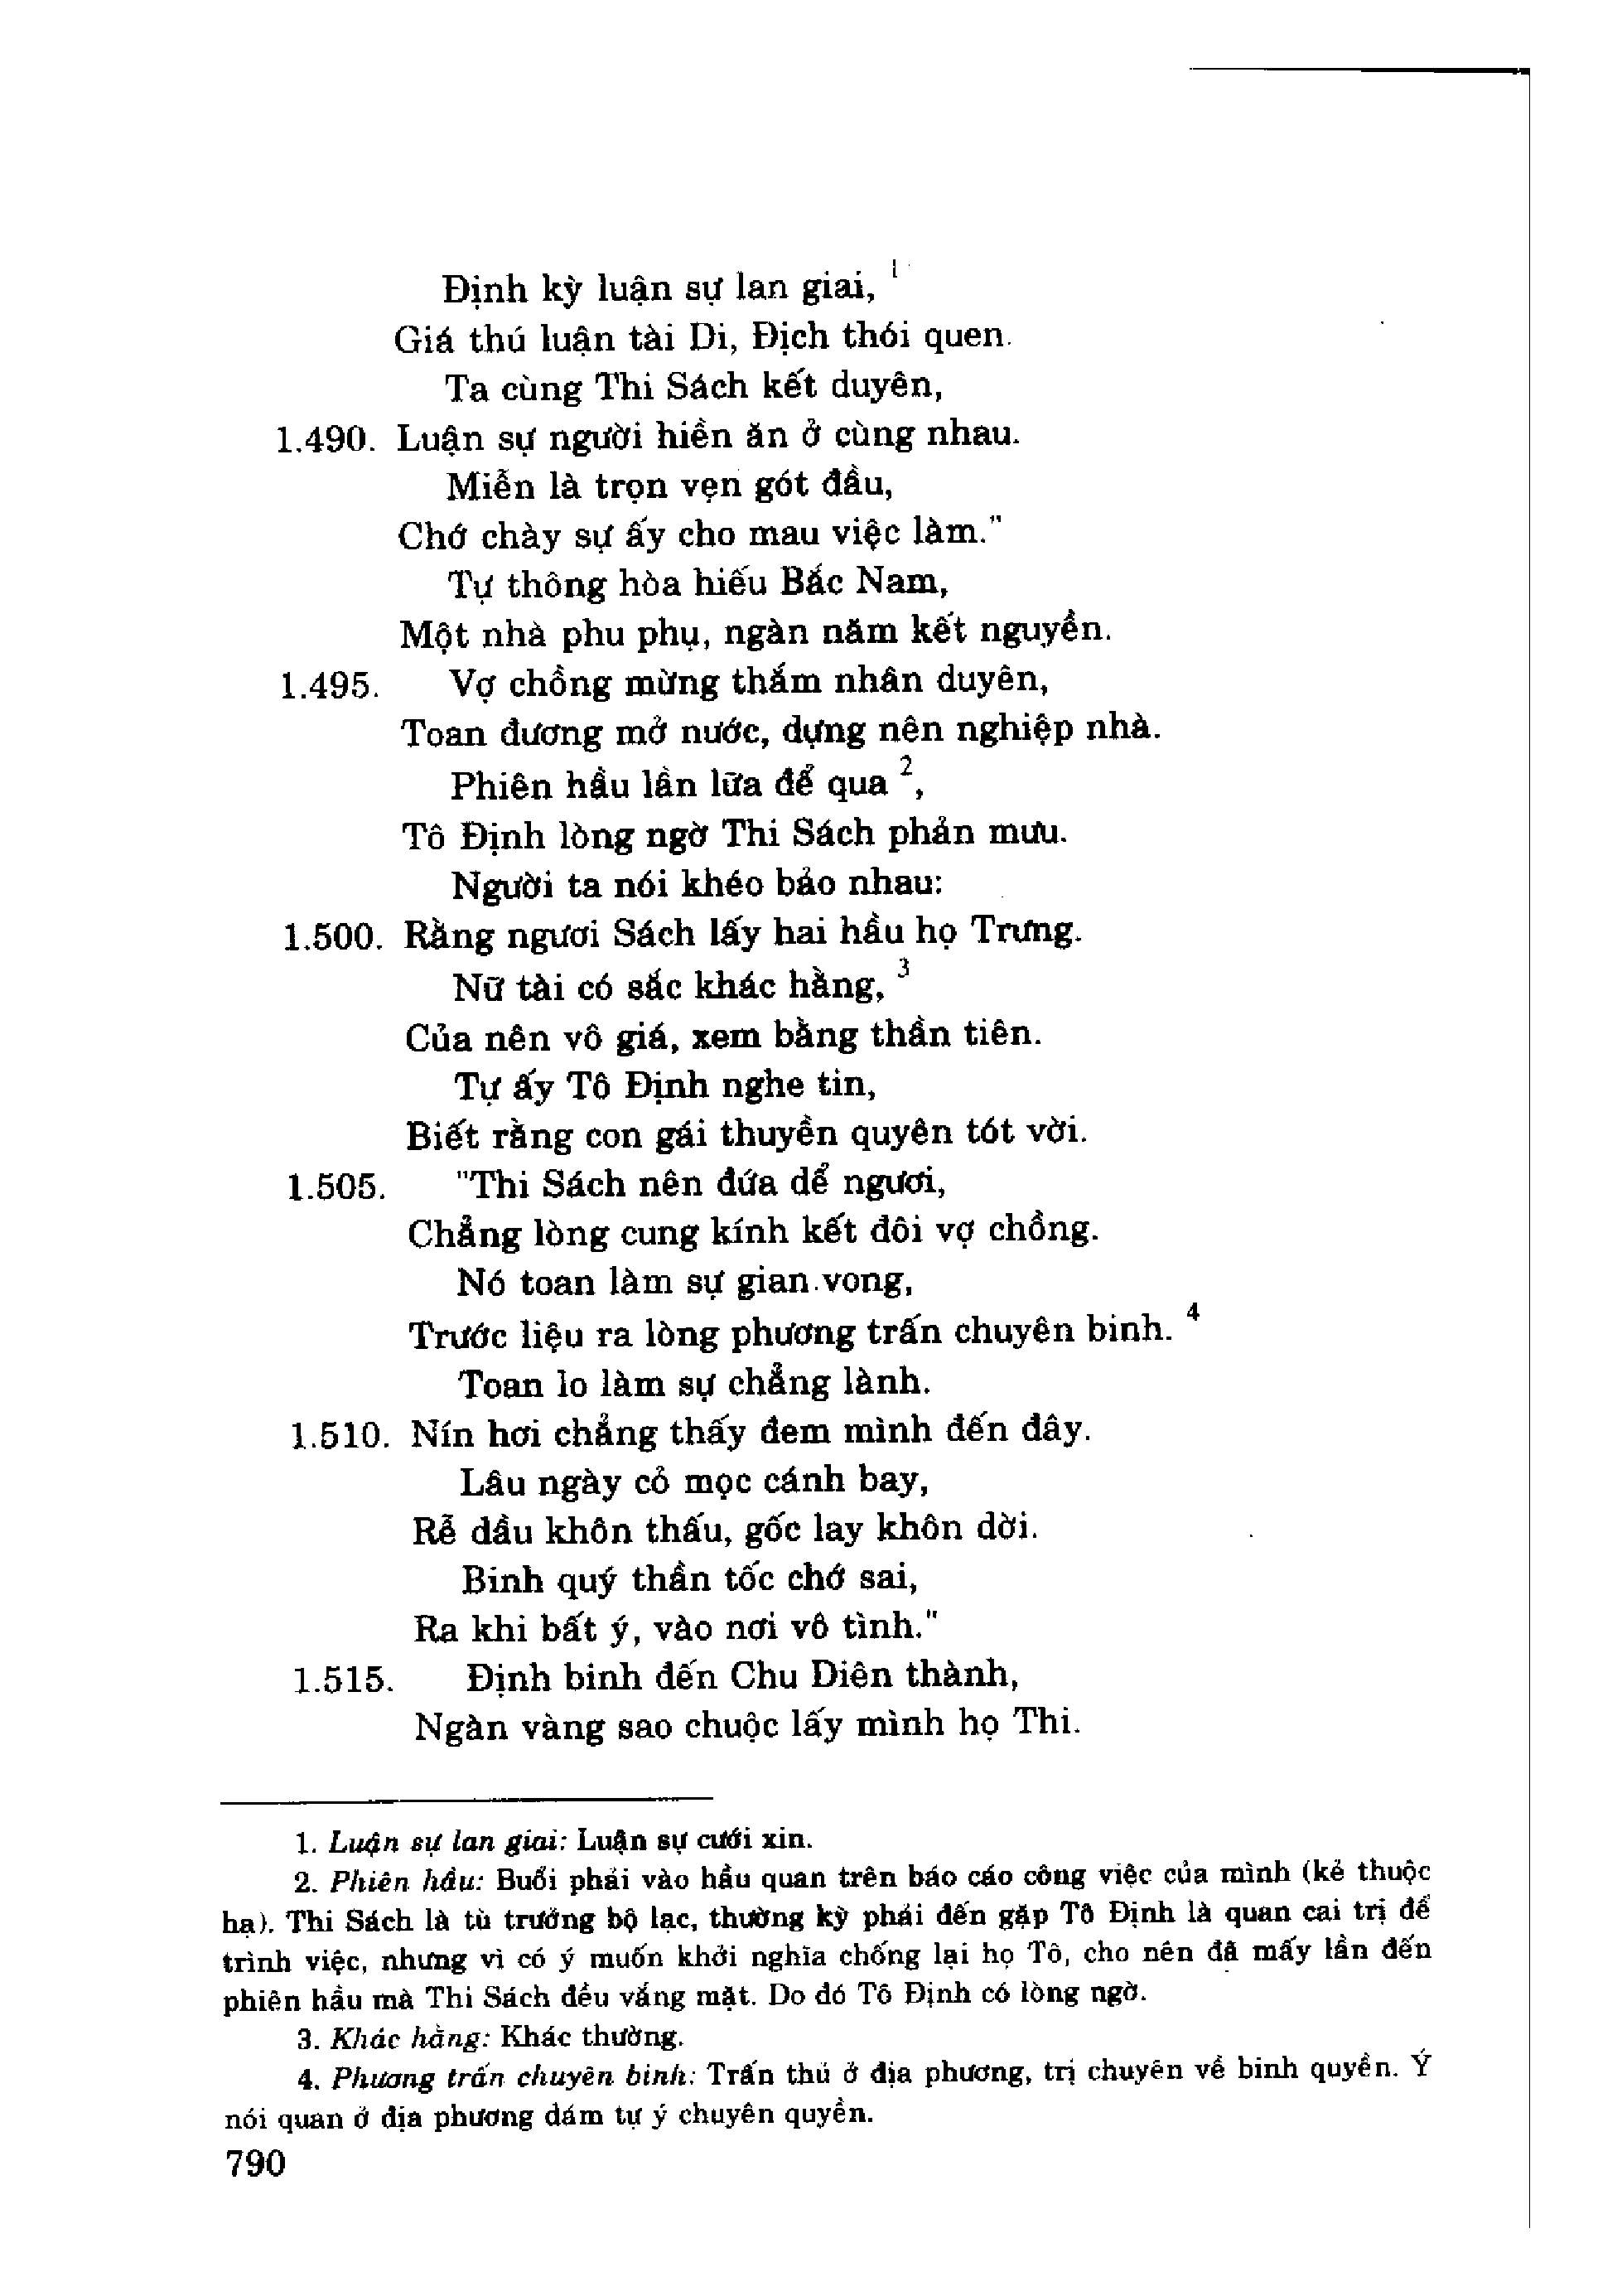 Định kỳ luận sự lan giai, 1
Giá thú luận tài Di, Địch thói quen.
Ta cùng Thi Sách kết duyên,
1.490. Luận sự người hiền ăn ở cùng nhau.
Miễn là trọn vẹn gót đầu,
Chớ chày sự ấy cho mau việc làm."
Tự thông hòa hiếu Bắc Nam,
Một nhà phu phụ, ngàn năm kết nguyền.
1.495. Vợ chồng mừng thắm nhân duyên,
Toan đương mở nước, dựng nên nghiệp nhà.
Phiên hầu lần lữa để qua 2,
Tô Định lòng ngờ Thi Sách phản mưu.
Người ta nói khéo bảo nhau:
1.500. Rằng ngươi Sách lấy hai hầu họ Trưng.
Nữ tài có sắc khác hằng, 3
Của nên vô giá, xem bằng thần tiên.
Tự ấy Tô Định nghe tin,
Biết rằng con gái thuyền quyên tót vời.
1.505. "Thi Sách nên đứa dể ngươi,
Chẳng lòng cung kính kết đôi vợ chồng.
Nó toan làm sự gian vong,
Trước liệu ra lòng phương trấn chuyên binh. 4
Toan lo làm sự chẳng lành.
1.510. Nín hơi chẳng thấy đem mình đến đây.
Lâu ngày cỏ mọc cánh bay,
Rễ dầu khôn thấu, gốc lay khôn dời.
Binh quý thần tốc chớ sai,
Ra khi bất ý, vào nơi vô tình."
1.515. Định binh đến Chu Diên thành,
Ngàn vàng sao chuộc lấy mình họ Thi.
1. Luận sự lan giai: Luận sự cưới xin.
2. Phiên hầu: Buổi phải vào hầu quan trên báo cáo công việc của mình (kẻ thuộc
hạ). Thi Sách là tù trưởng bộ lạc, thường kỳ phải đến gặp Tô Định là quan cai trị để
trình việc, nhưng vì có ý muốn khởi nghĩa chống lại họ Tô, cho nên đã mấy lần đến
phiên hầu mà Thi Sách đều vắng mặt. Do đó Tô Định có lòng ngờ.
3. Khác hằng: Khác thường.
4. Phương trấn chuyên binh: Trấn thủ ở địa phương, trị chuyên về binh quyền. Ý
nói quan ở địa phương dám tự ý chuyên quyền.
790